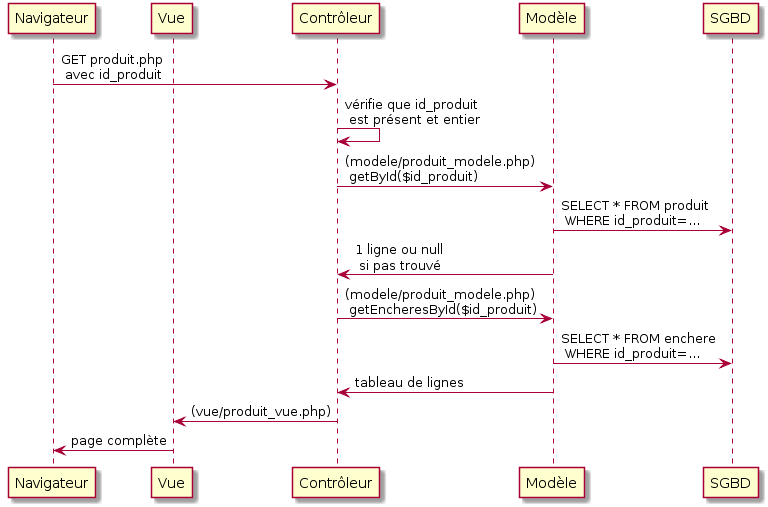 Navigateur
Vue
Contrôleur
Modèle
SGBD
GET produit.php
avec id_produit
vérifie que id_produit
est présent et entier
(modele/produit_modele.php)
getById($id_produit)
SELECT * FROM produit
WHERE id_produit=...
1 ligne ou null
si pas trouvé
(modele/produit_modele.php)
getEncheresById($id_produit)
SELECT * FROM enchere
WHERE id_produit=...
tableau de lignes
(vue/produit_vue.php)
page complète
Navigateur
Vue
Contrôleur
Modèle
SGBD